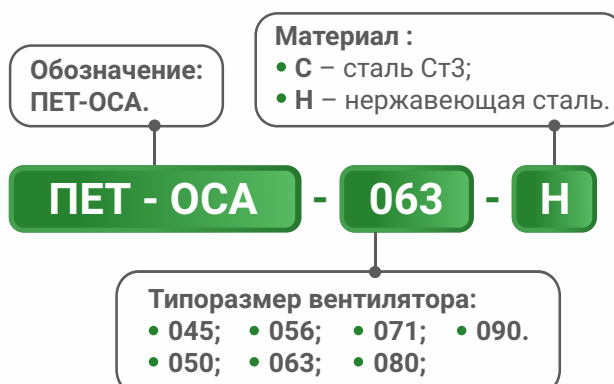 Обозначение:
ПЕТ-ОСА.
Материал :
• С – сталь Ст3;
• Н – нержавеющая сталь.
ПЕТ - ОСА - 063 - Н
Типоразмер вентилятора:
• 045; • 056; • 071; • 090.
• 050; • 063; • 080;